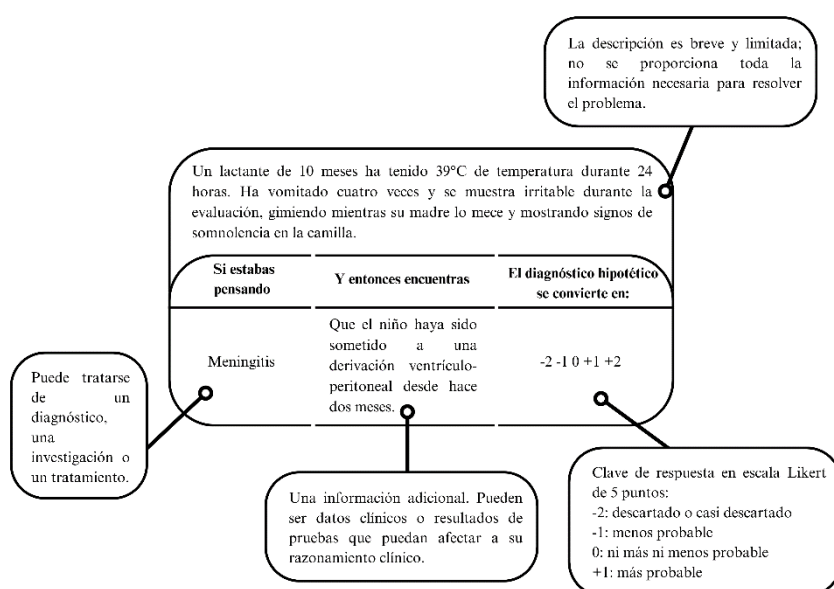 La descripción es breve y limitada;
no se proporciona toda la
información necesaria para resolver
el problema.
Un lactante de 10 meses ha tenido 39°C de temperatura durante 24
horas. Ha vomitado cuatro veces y se muestra irritable durante la
evaluación, gimiendo mientras su madre lo mece y mostrando signos de
somnolencia en la camilla.
Si estabas
pensando
Y entonces encuentras
El diagnóstico hipotético
se convierte en:
Meningitis
Que el niño haya sido
sometido a una
derivación ventrículo-
peritoneal desde hace
dos meses.
-2 -1 0 +1 +2
Puede tratarse
de un
diagnóstico,
una
investigación o
un tratamiento.
Una información adicional. Pueden
ser datos clínicos o resultados de
pruebas que puedan afectar a su
razonamiento clínico.
Clave de respuesta en escala Likert
de 5 puntos:
-2: descartado o casi descartado
-1: menos probable
0: ni más ni menos probable
+1: más probable